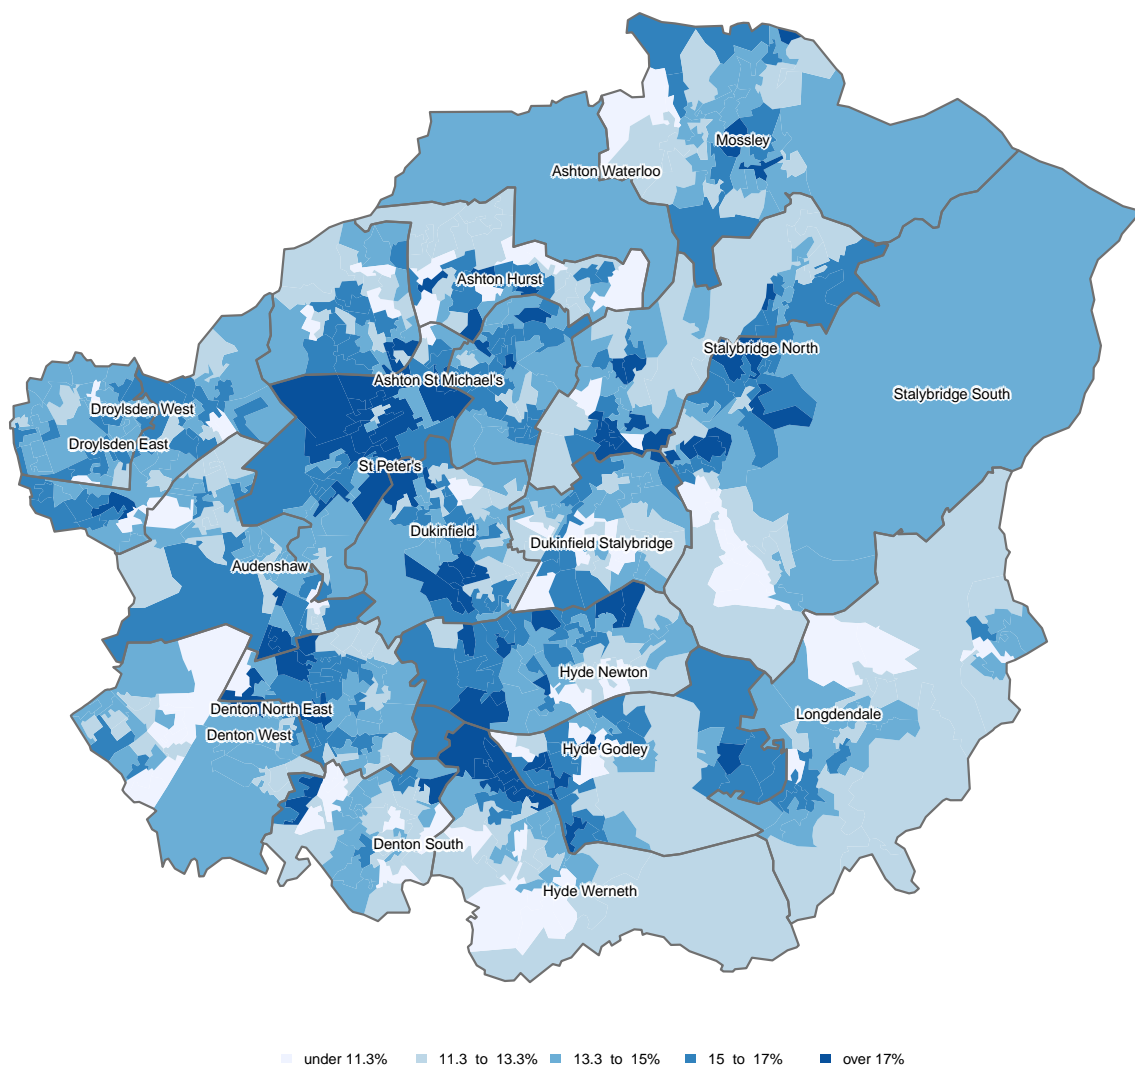 Mossley
Ashton Waterloo
Ashton Hurst
Stalybridge North
Ashton St Michael's
Stalybridge South
Droylsden West
Droylsden East
St Peter's
Dukinfield
Dukinfield Stalybridge
Audenshaw
Hyde Newton
Denton North East
Longdendale
Denton West
Hyde Godley
Denton South
Hyde Werneth
under 11.3% 11.3 to 13.3% 13.3 to 15% 15 to 17% over 17%